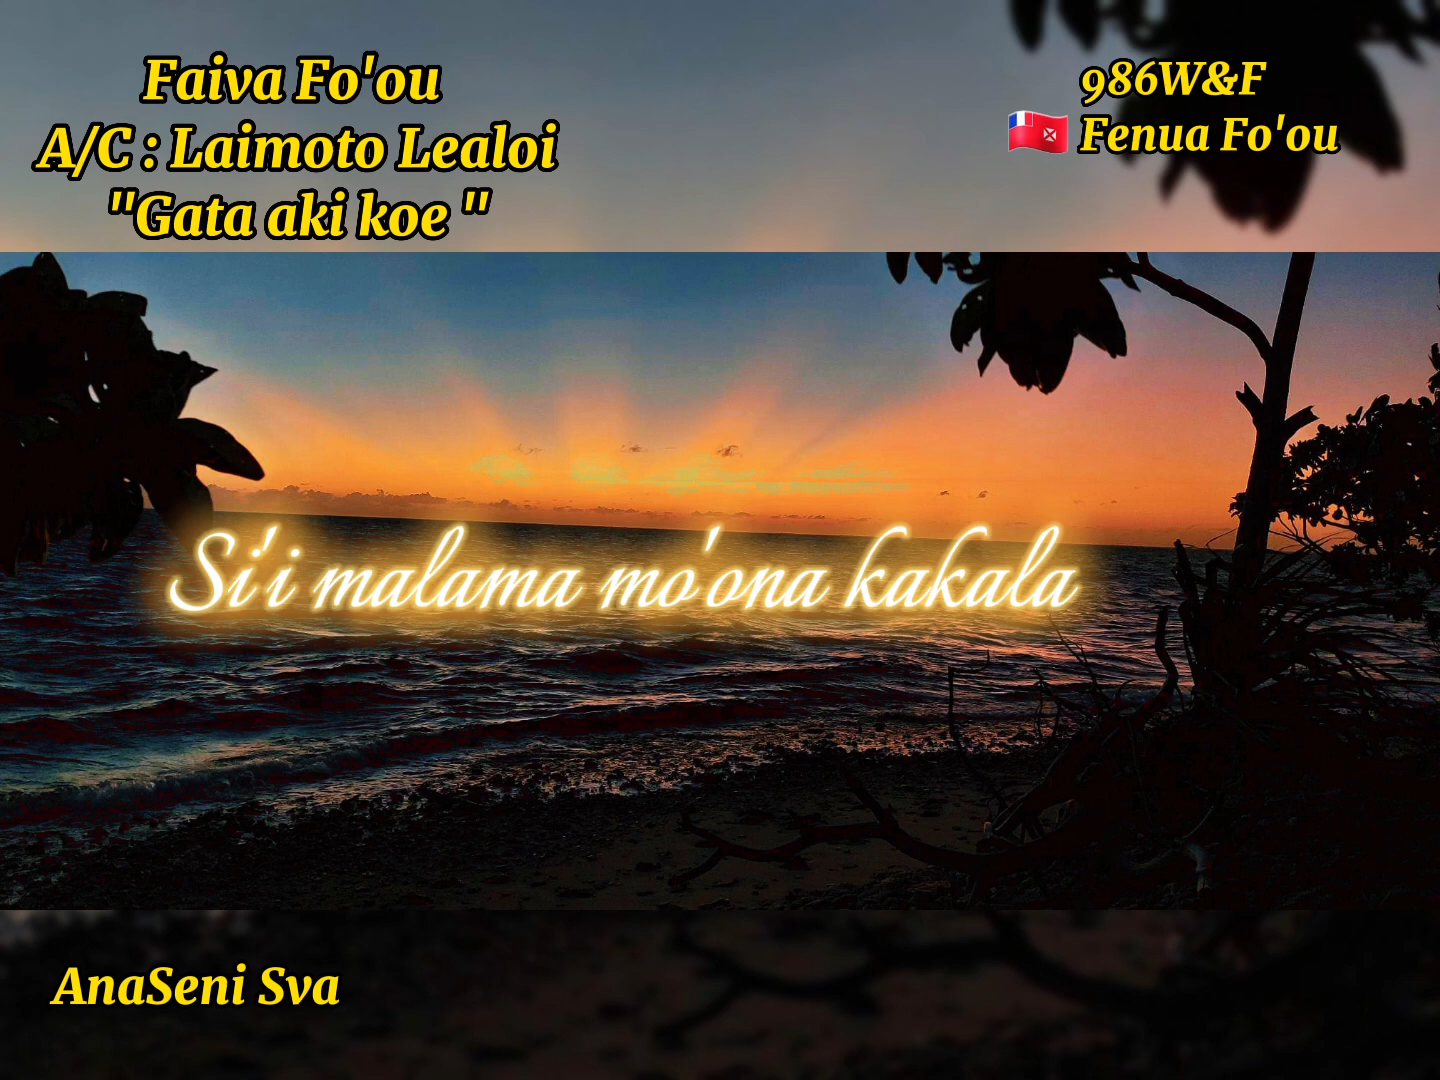 Faiva Fo'ou
A/C : Laimoto Lealoi
"Gata aki koe "
986W&F
🇼🇫 Fenua Fo'ou
Si'i malama mo'ona kakala
AnaSeni Sva